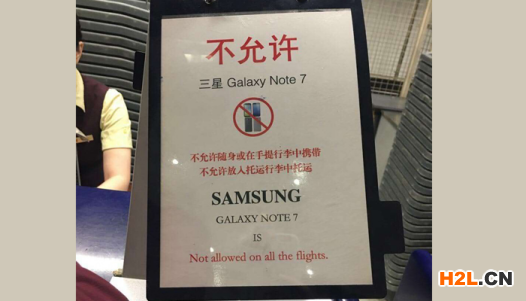 不允许
三星 Galaxy Note 7
不允许随身或在手提行李中携带
不允许放入托运行李中托运
SAMSUNG
GALAXY NOTE 7
IS
Not allowed on all the flights.
H2L.CN